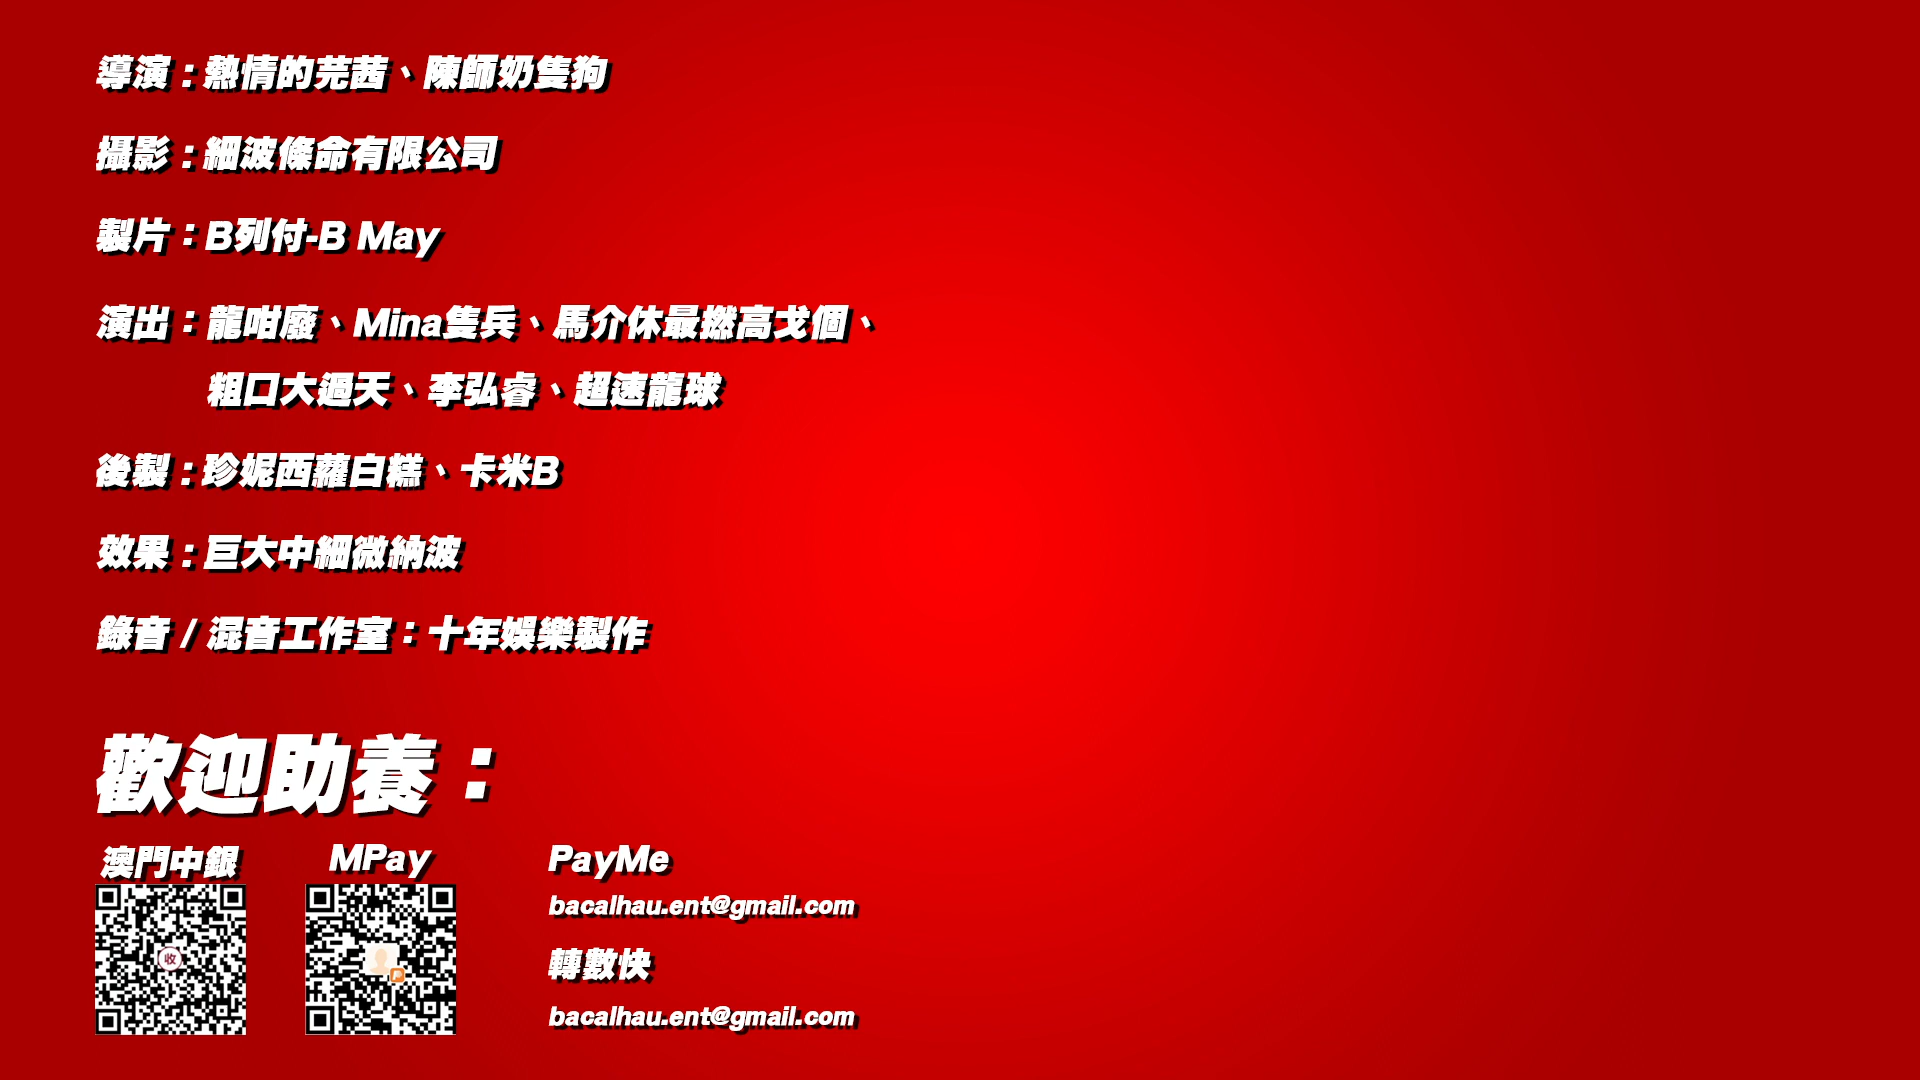 導演：熱情的芫茜、陳師奶隻狗
攝影：細波條命有限公司
製片：B列付-B May
演出：龍咁廢、Mina隻兵、馬介休最撚高戈個、
粗口大過天、李弘睿、超速龍球
後製：珍妮西蘿白糕、卡米B
效果：巨大中細微納波
錄音 / 混音工作室：十年娛樂製作
歡迎助養：
澳門中銀
MPay
收
PayMe
bacalhau.ent@gmail.com
轉數快
bacalhau.ent@gmail.com